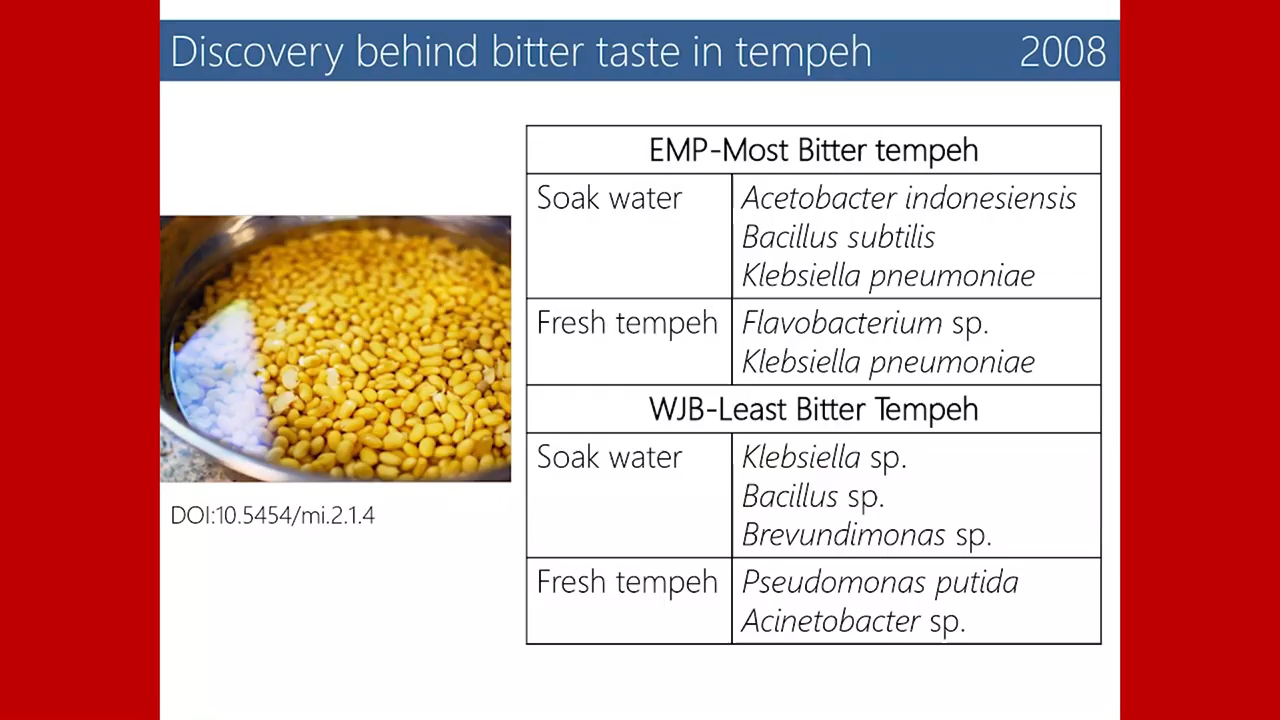 Discovery behind bitter taste in tempeh 2008
EMP-Most Bitter tempeh
Soak water Acetobacter indonesiensis
Bacillus subtilis
Klebsiella pneumoniae
Fresh tempeh Flavobacterium sp.
Klebsiella pneumoniae
WJB-Least Bitter Tempeh
Soak water Klebsiella sp.
Bacillus sp.
Brevundimonas sp.
Fresh tempeh Pseudomonas putida
Acinetobacter sp.
DOI:10.5454/mi.2.1.4